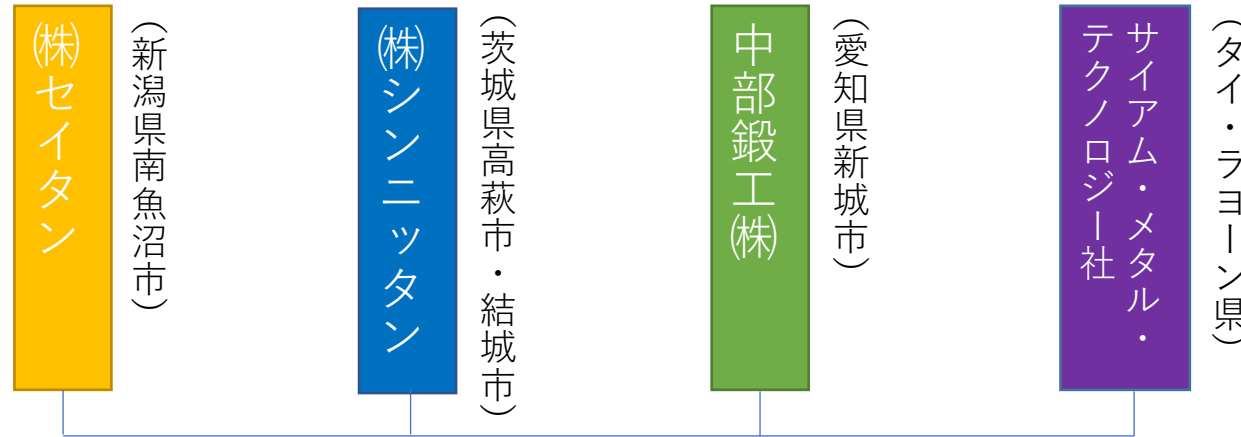 (タイ・ラヨーン県)
サイアム・メタル・
テクノロジー社
(愛知県新城市)
中部鍛工㈱
(茨城県高萩市・結城市)
㈱シンニッタン
(新潟県南魚沼市)
㈱セイタン